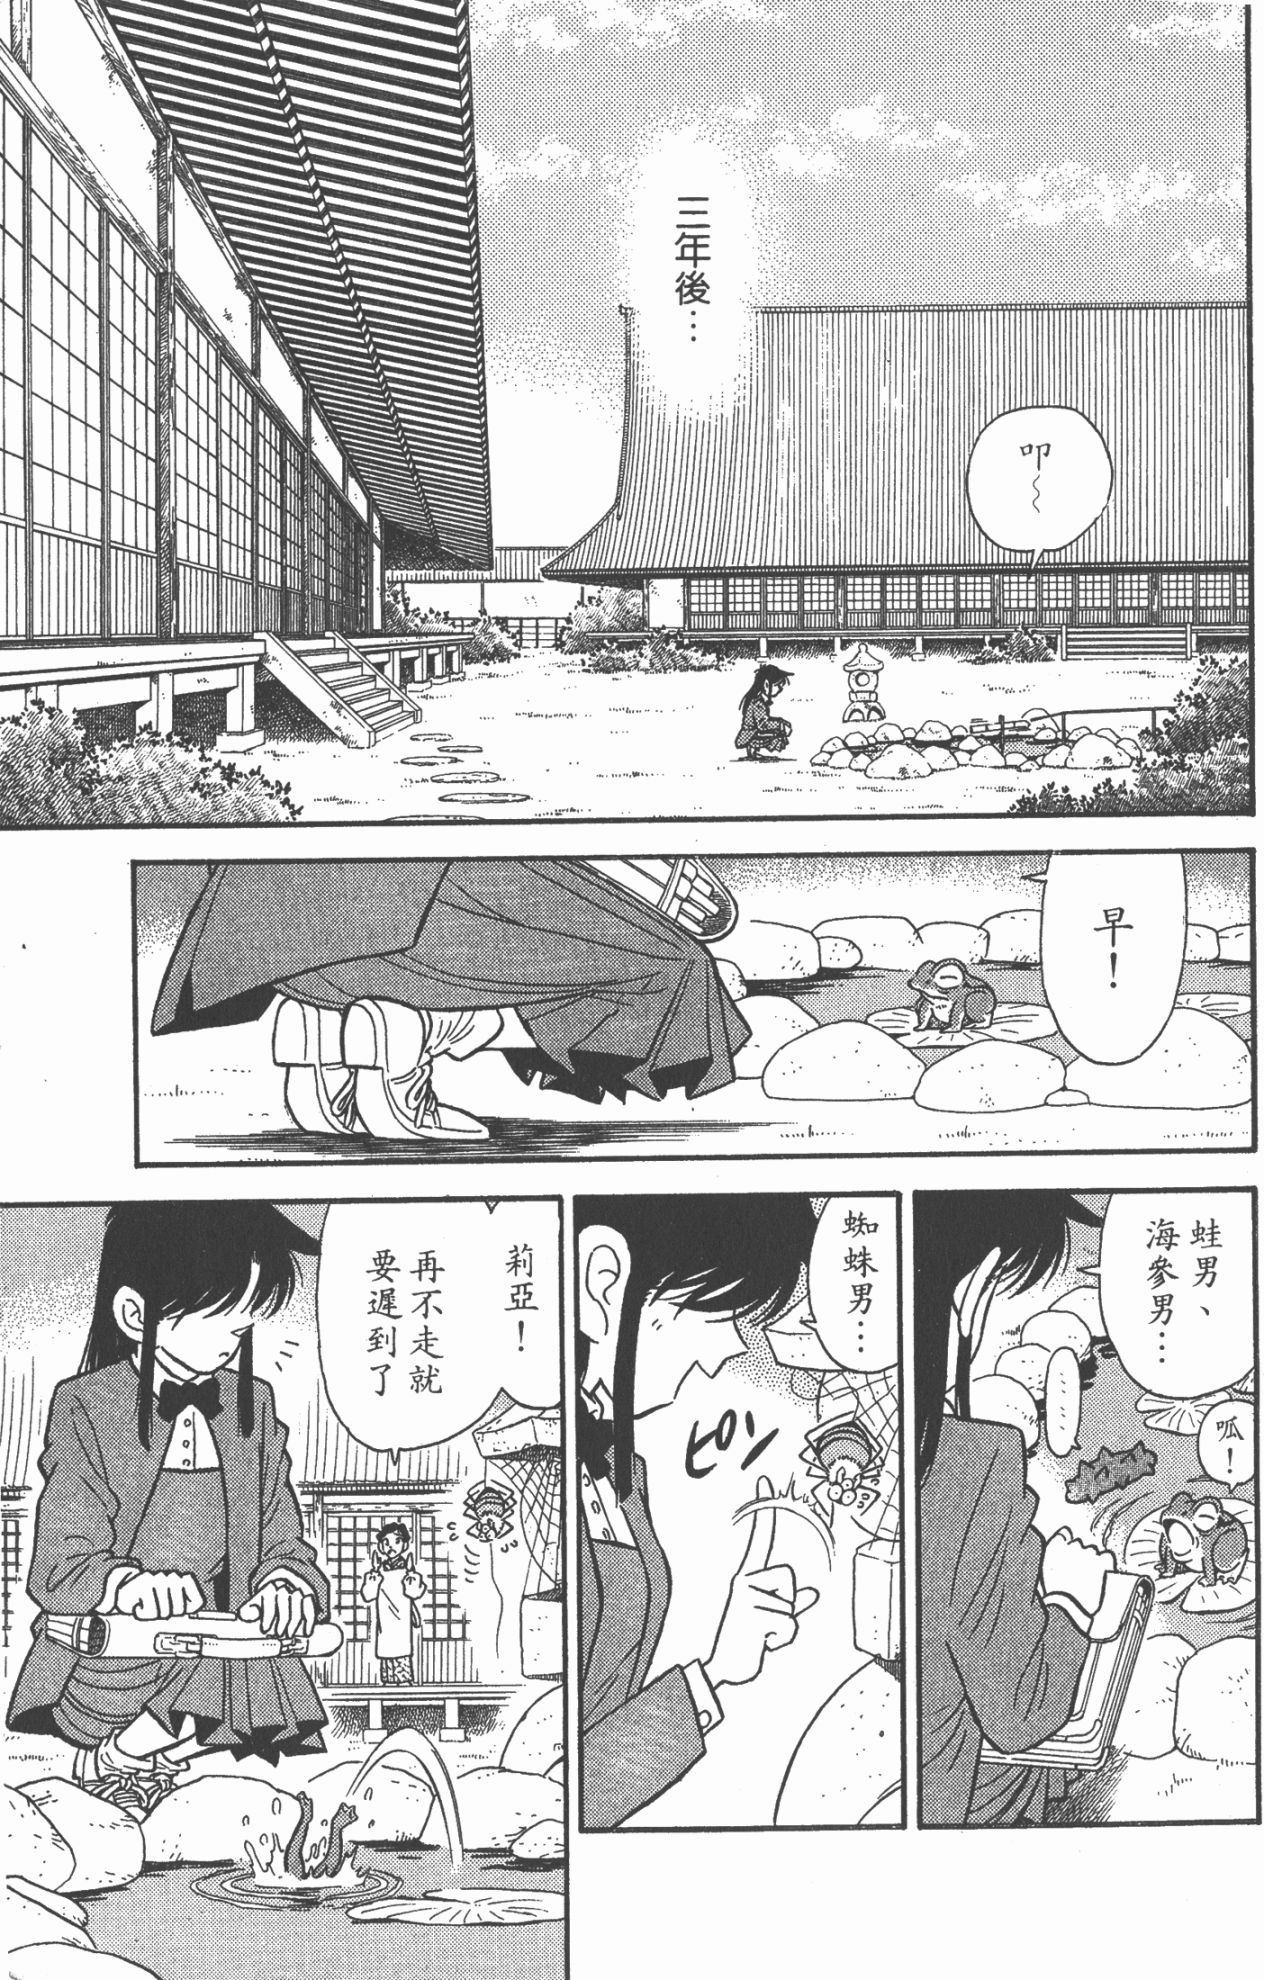 三年後…
叩～
早！
蛙男、
海參男…
呱！
蜘蛛男…
ピン
莉亞！
再不走就
要遲到了